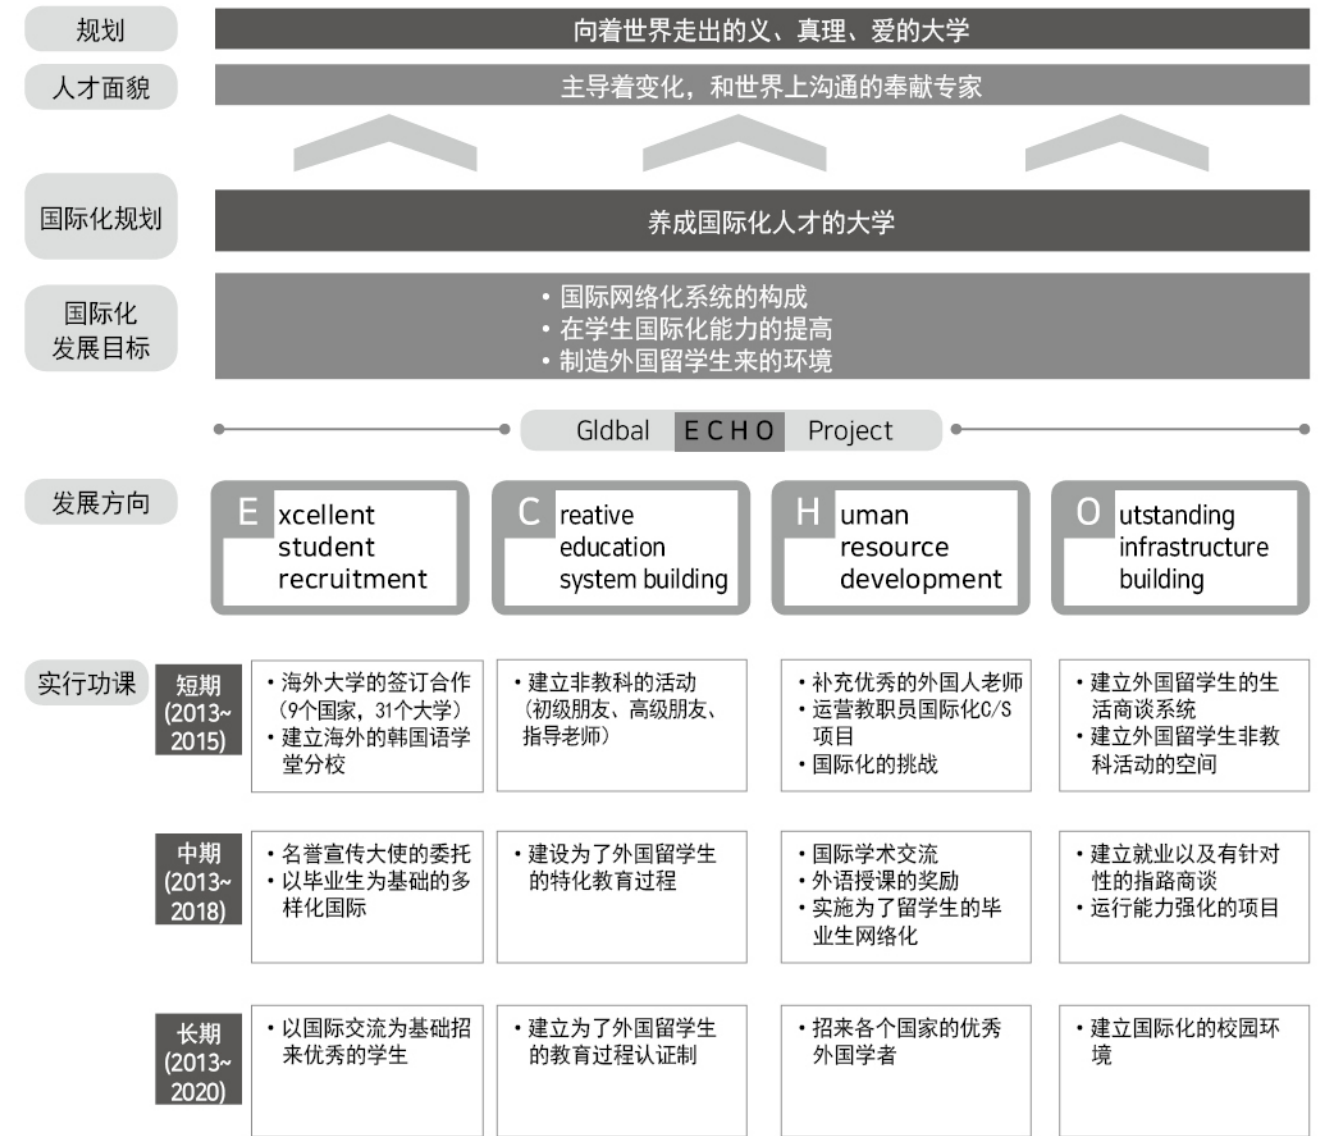 规划
向着世界走出的义、真理、爱的大学
人才面貌
主导着变化，和世界上沟通的奉献专家
国际化规划
养成国际化人才的大学
国际化
发展目标
• 国际网络化系统的构成
• 在学生国际化能力的提高
• 制造外国留学生来的环境
Gldbal ECHO Project
发展方向
E xcellent
student
recruitment
C reative
education
system building
H uman
resource
development
O utstanding
infrastructure
building
实行功课
短期
(2013~
2015)
• 海外大学的签订合作
（9个国家，31个大学）
• 建立海外的韩国语学
堂分校
• 建立非教科的活动
（初级朋友、高级朋友、
指导老师）
• 补充优秀的外国人老师
• 运营教职员国际化C/S
项目
• 国际化的挑战
• 建立外国留学生的生
活商谈系统
• 建立外国留学生非教
科活动的空间
中期
(2013~
2018)
• 名誉宣传大使的委托
• 以毕业生为基础的多
样化国际
• 建设为了外国留学生
的特化教育过程
• 国际学术交流
• 外语授课的奖励
• 实施为了留学生的毕
业生网络化
• 建立就业以及有针对
性的指路商谈
• 运行能力强化的项目
长期
(2013~
2020)
• 以国际交流为基础招
来优秀的学生
• 建立为了外国留学生
的教育过程认证制
• 招来各个国家的优秀
外国学者
• 建立国际化的校园环
境